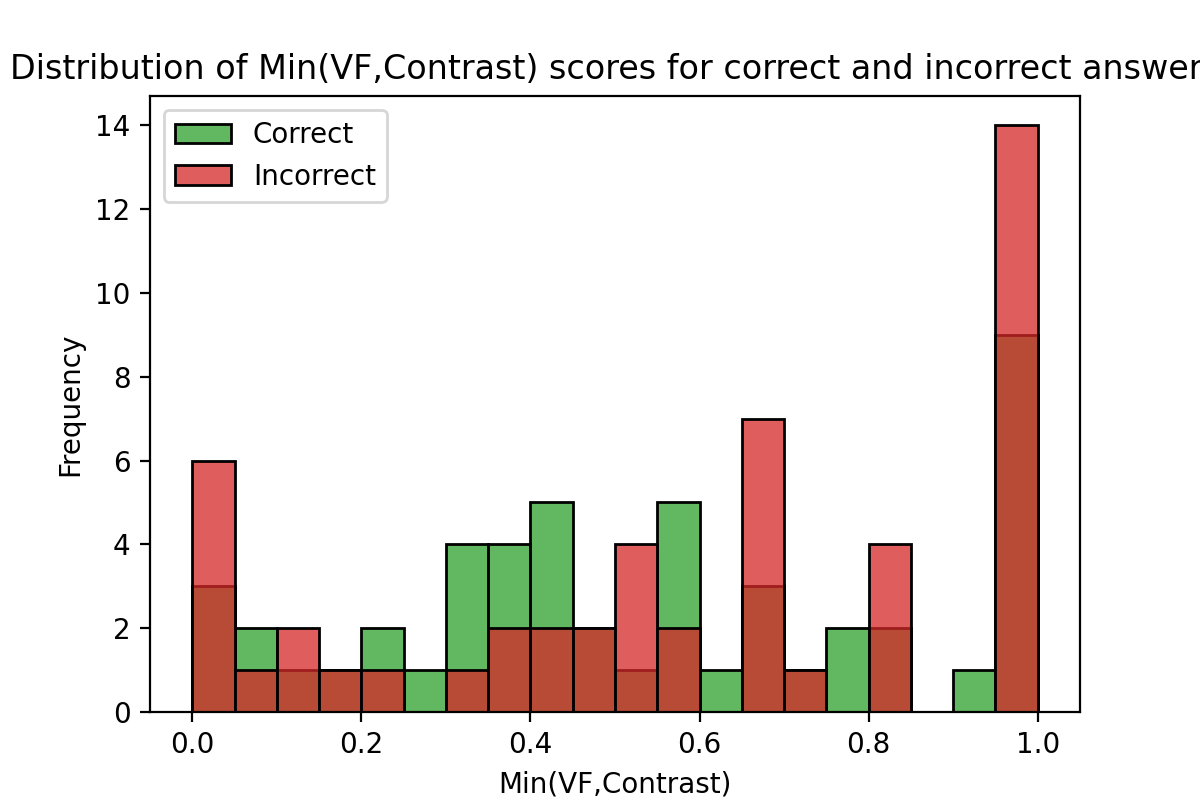 Distribution of Min(VF,Contrast) scores for correct and incorrect answer
Correct
Incorrect
14
12
10
8
6
4
2
0
Frequency
0.0 0.2 0.4 0.6 0.8 1.0
Min(VF,Contrast)